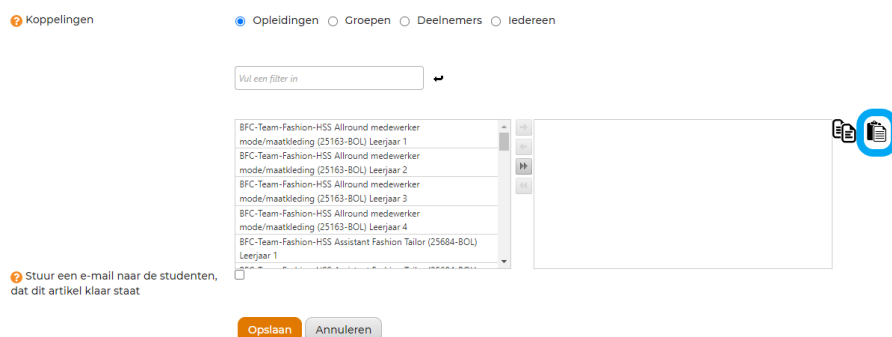 Koppelingen
Opleidingen Groepen Deelnemers Iedereen
Vul een filter in
BFC-Team-Fashion-HSS Allround medewerker
mode/maatkleding (25163-BOL) Leerjaar 1
BFC-Team-Fashion-HSS Allround medewerker
mode/maatkleding (25163-BOL) Leerjaar 2
BFC-Team-Fashion-HSS Allround medewerker
mode/maatkleding (25163-BOL) Leerjaar 3
BFC-Team-Fashion-HSS Allround medewerker
mode/maatkleding (25163-BOL) Leerjaar 4
BFC-Team-Fashion-HSS Assistant Fashion Tailor (25684-BOL)
Leerjaar 1
Stuur een e-mail naar de studenten,
dat dit artikel klaar staat
Opslaan Annuleren